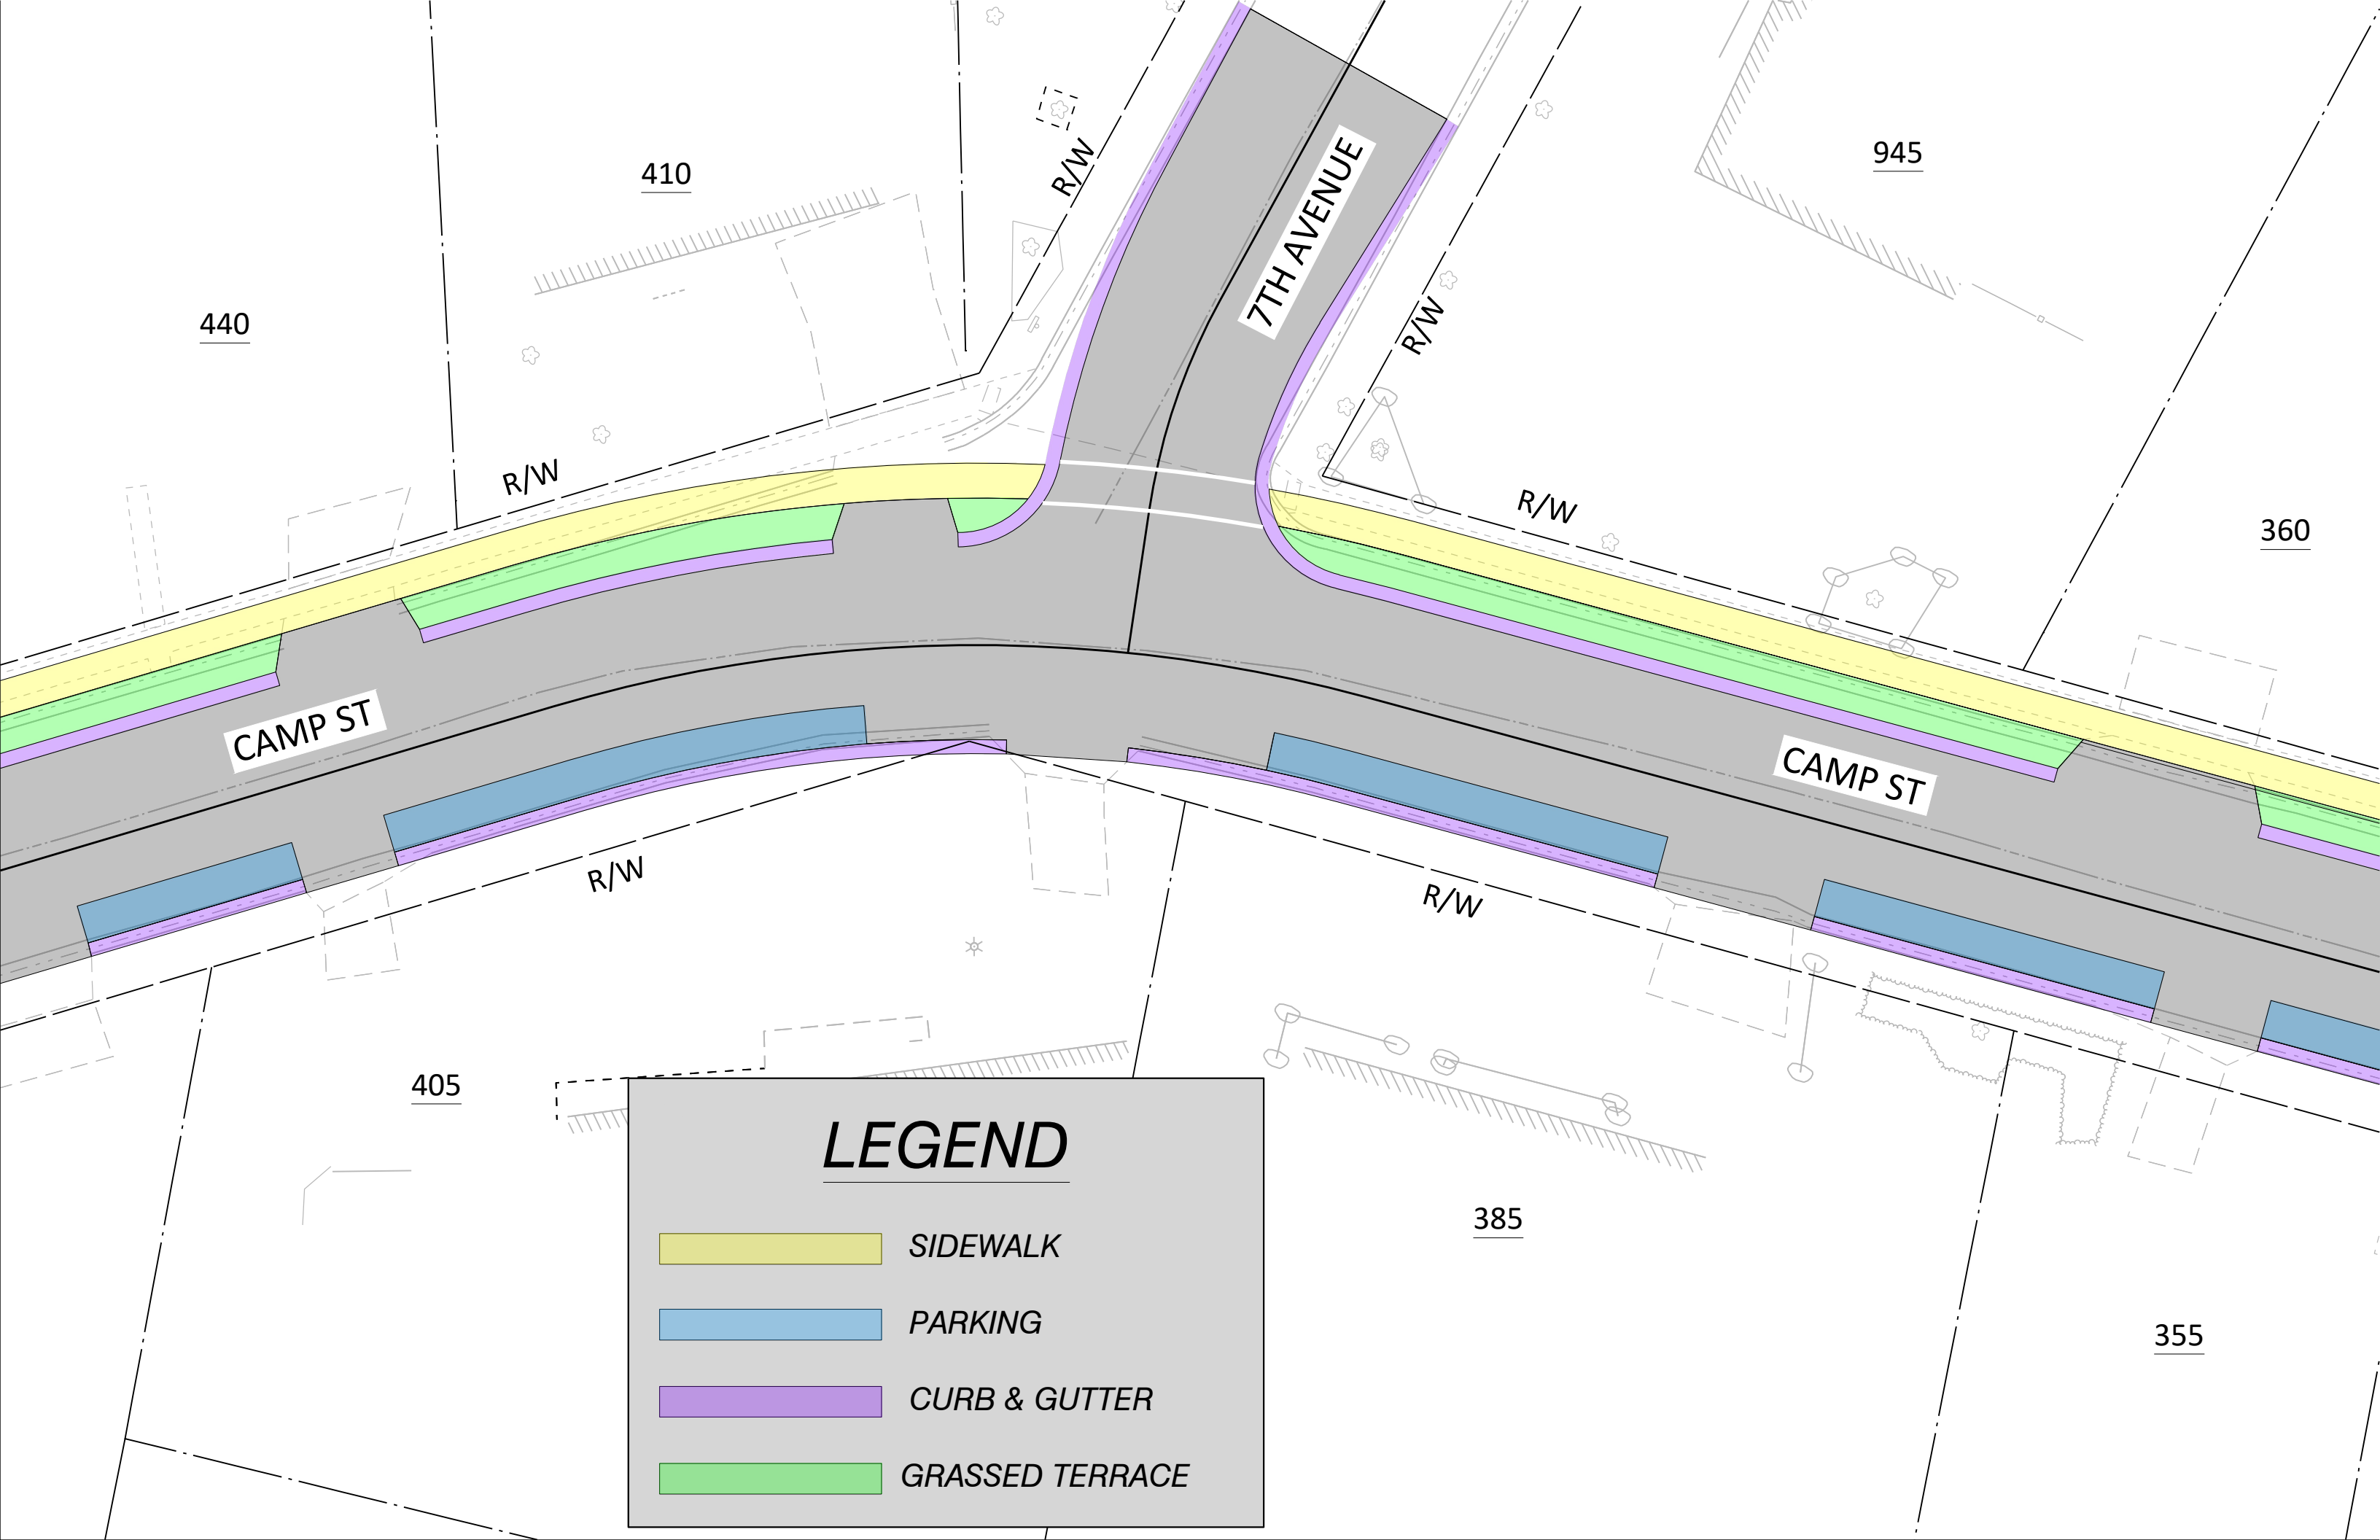 410
945
R/W
7TH AVENUE
440
R/W
R/W
R/W
360
CAMP ST
CAMP ST
R/W
R/W
405
LEGEND
SIDEWALK
PARKING
CURB & GUTTER
GRASSED TERRACE
385
355